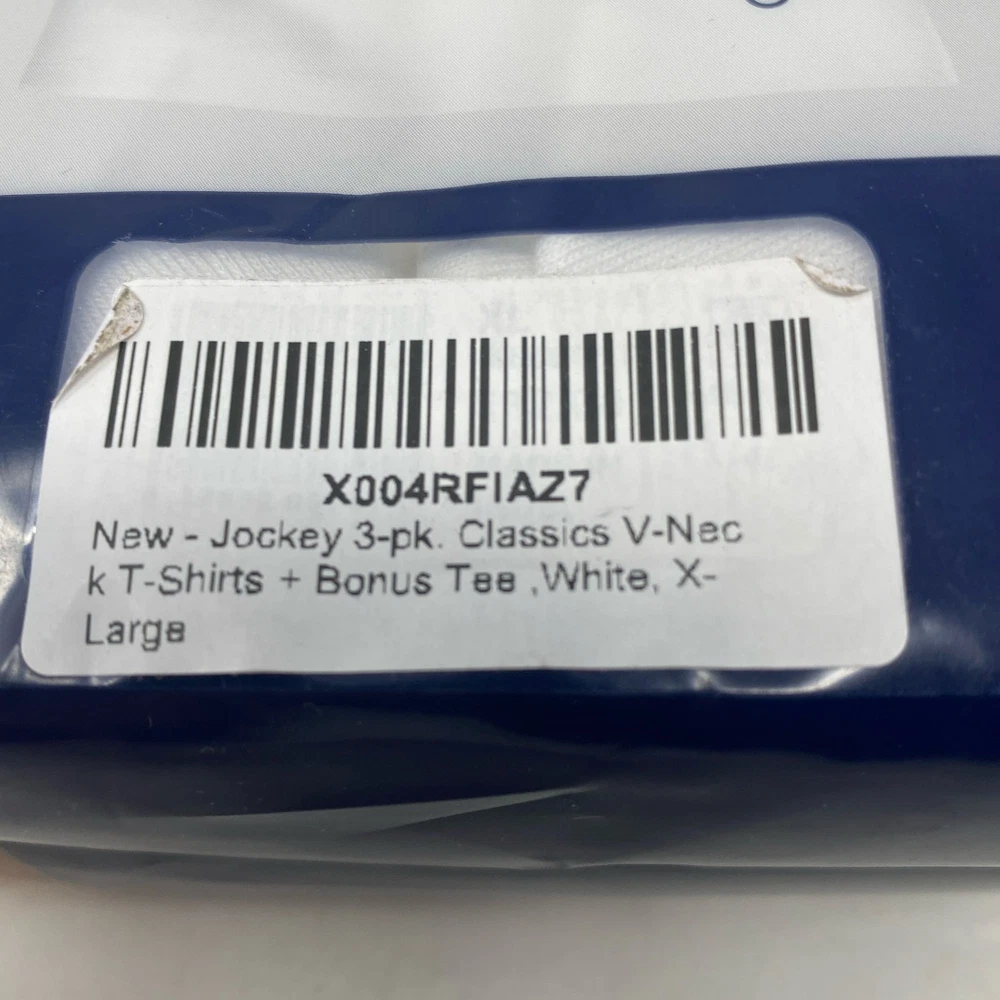 X004RFIAZ7
New - Jockey 3-pk. Classics V-Nec
k T-Shirts + Bonus Tee ,White, X-
Large